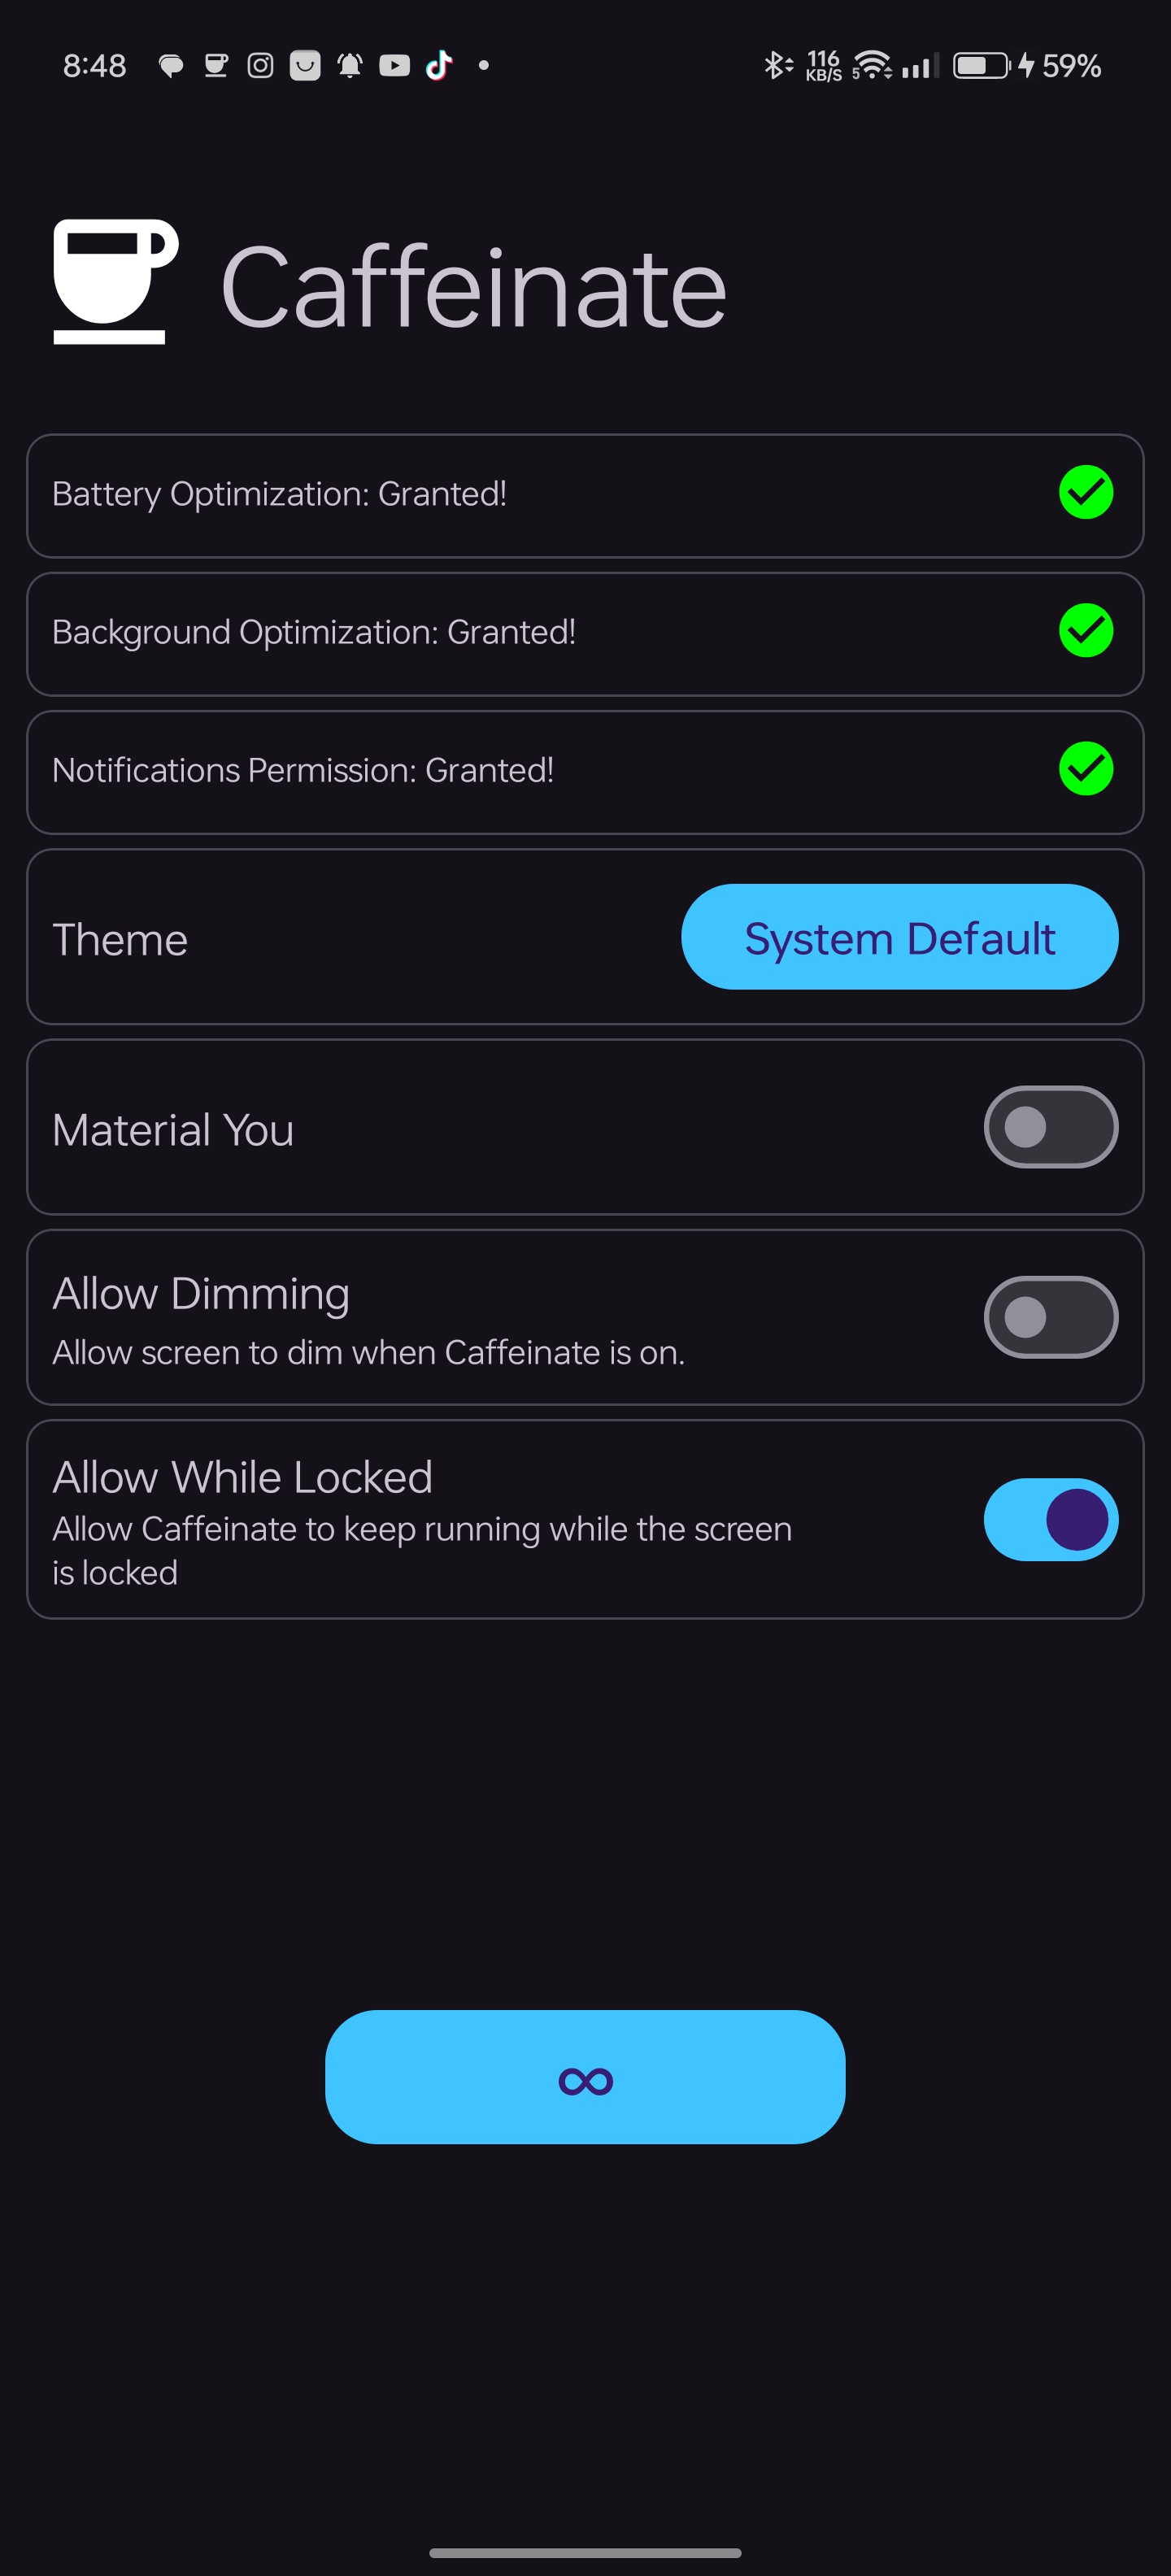 8:48 116 KB/S 5 59%
Caffeinate
Battery Optimization: Granted!
Background Optimization: Granted!
Notifications Permission: Granted!
Theme System Default
Material You
Allow Dimming
Allow screen to dim when Caffeinate is on.
Allow While Locked
Allow Caffeinate to keep running while the screen
is locked
∞